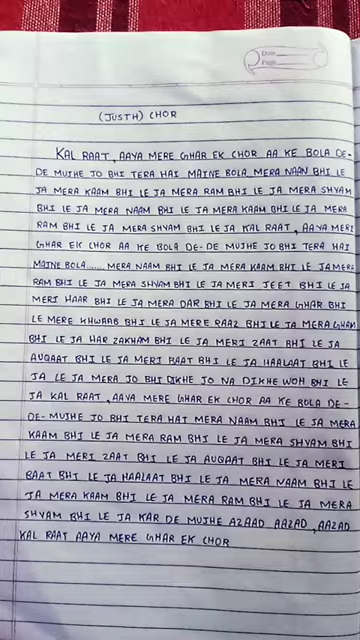 Date
Page
(JUSTH) CHOR
KAL RAAT, AAYA MERE GHAR EK CHOR AA KE BOLA DE-
DE MUJHE JO BHI TERA HAI MAINE BOLA MERA NAAN BHI LE
JA MERA KAAM BHI LE JA MERA RAM BHI LE JA MERA SHYAM
BHI LE JA MERA NAAM BHI LE JA MERA KAAM BHI LE JA MERA
RAM BHI LE JA MERA SHYAM BHI LE JA KAL RAAT, AAYA MERE
GHAR EK CHOR AA KE BOLA DE-DE MUJHE JO BHI TERA HAI
MAINE BOLA...... MERA NAAM BHI LE JA MERA KAAM BHI LE JA MERA
RAM BHI LE JA MERA SHYAM BHI LE JA MERI JEET BHI LE JA
MERI HAAR BHI LE JA MERA DAR BHI LE JA MERA GHAR BHI
LE MERE KHWAAB BHI LE JA MERE RAAZ BHI LE JA MERA GHAM
BHI LE JA HAR ZAKHAM BHI LE JA MERI ZAAT BHI LE JA
AUQAAT BHI LE JA MERI BAAT BHI LE JA HAALAAT BHI LE
JA LE JA MERA JO BHI DIKHE JO NA DIKHE WOH BHI LE
JA KAL RAAT, AAYA MERE GHAR EK CHOR AA KE BOLA DE-
DE-MUJHE JO BHI TERA HAI MERA NAAM BHI LE JA MERA
KAAM BHI LE JA MERA RAM BHI LE JA MERA SHYAM BHI
LE JA MERI ZAAT BHI LE JA AUQAAT BHI LE JA MERI
BAAT BHI LE JA HAALAAT BHI LE JA MERA NAAM BHI LE
JA MERA KAAM BHI LE JA MERA RAM BHI LE JA MERA
SHYAM BHI LE JA KAR DE MUJHE AZAAD AAZAD, AAZAD
KAL RAAT AAYA MERE GHAR EK CHOR